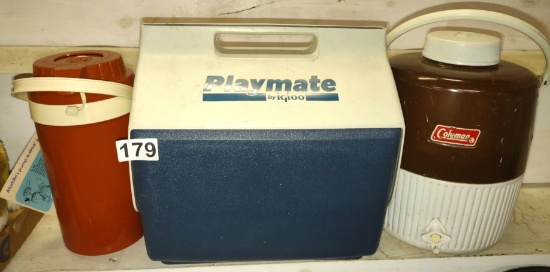 Playmate
by Igloo
179
Coleman